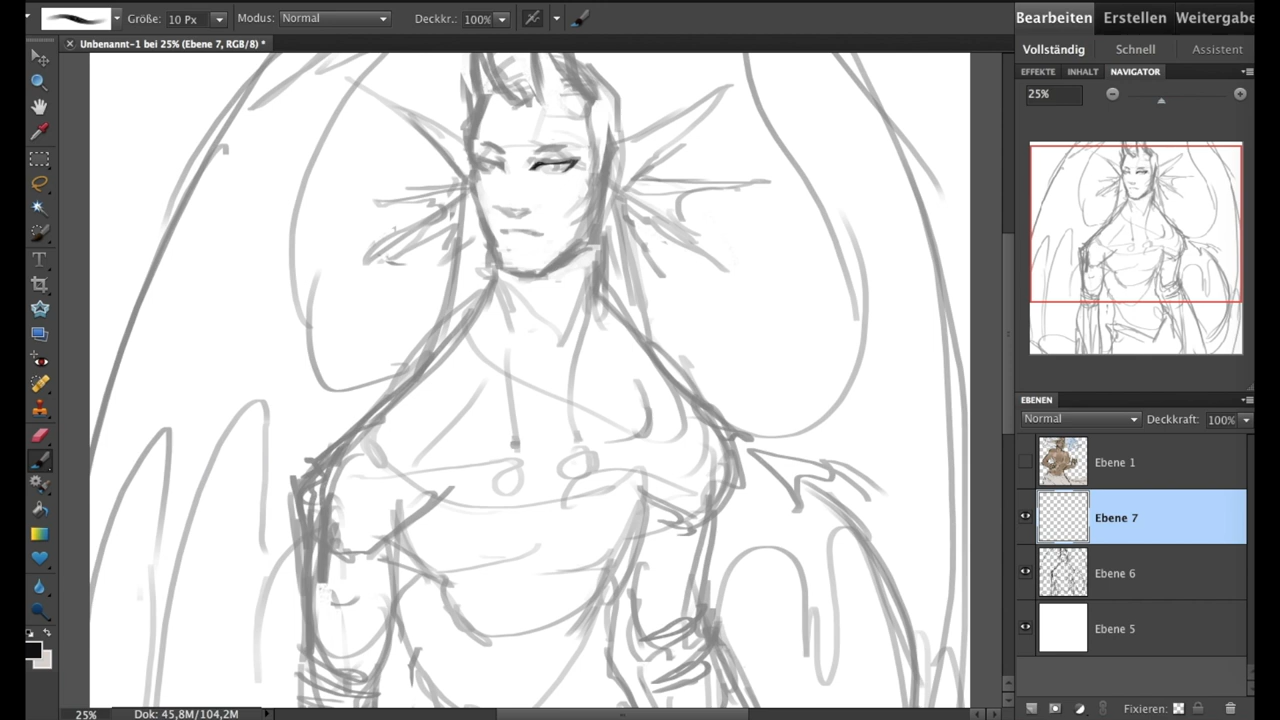 Größe: 10 Px Modus: Normal Deckkr.: 100%
Bearbeiten Erstellen Weitergabe
Unbenannt-1 bei 25% (Ebene 7, RGB/8) *
Vollständig Schnell Assistent
EFFEKTE INHALT NAVIGATOR
25%
EBENEN
Normal Deckkraft: 100%
Ebene 1
Ebene 7
Ebene 6
Ebene 5
Fixieren:
25% Dok: 45,8M/104,2M